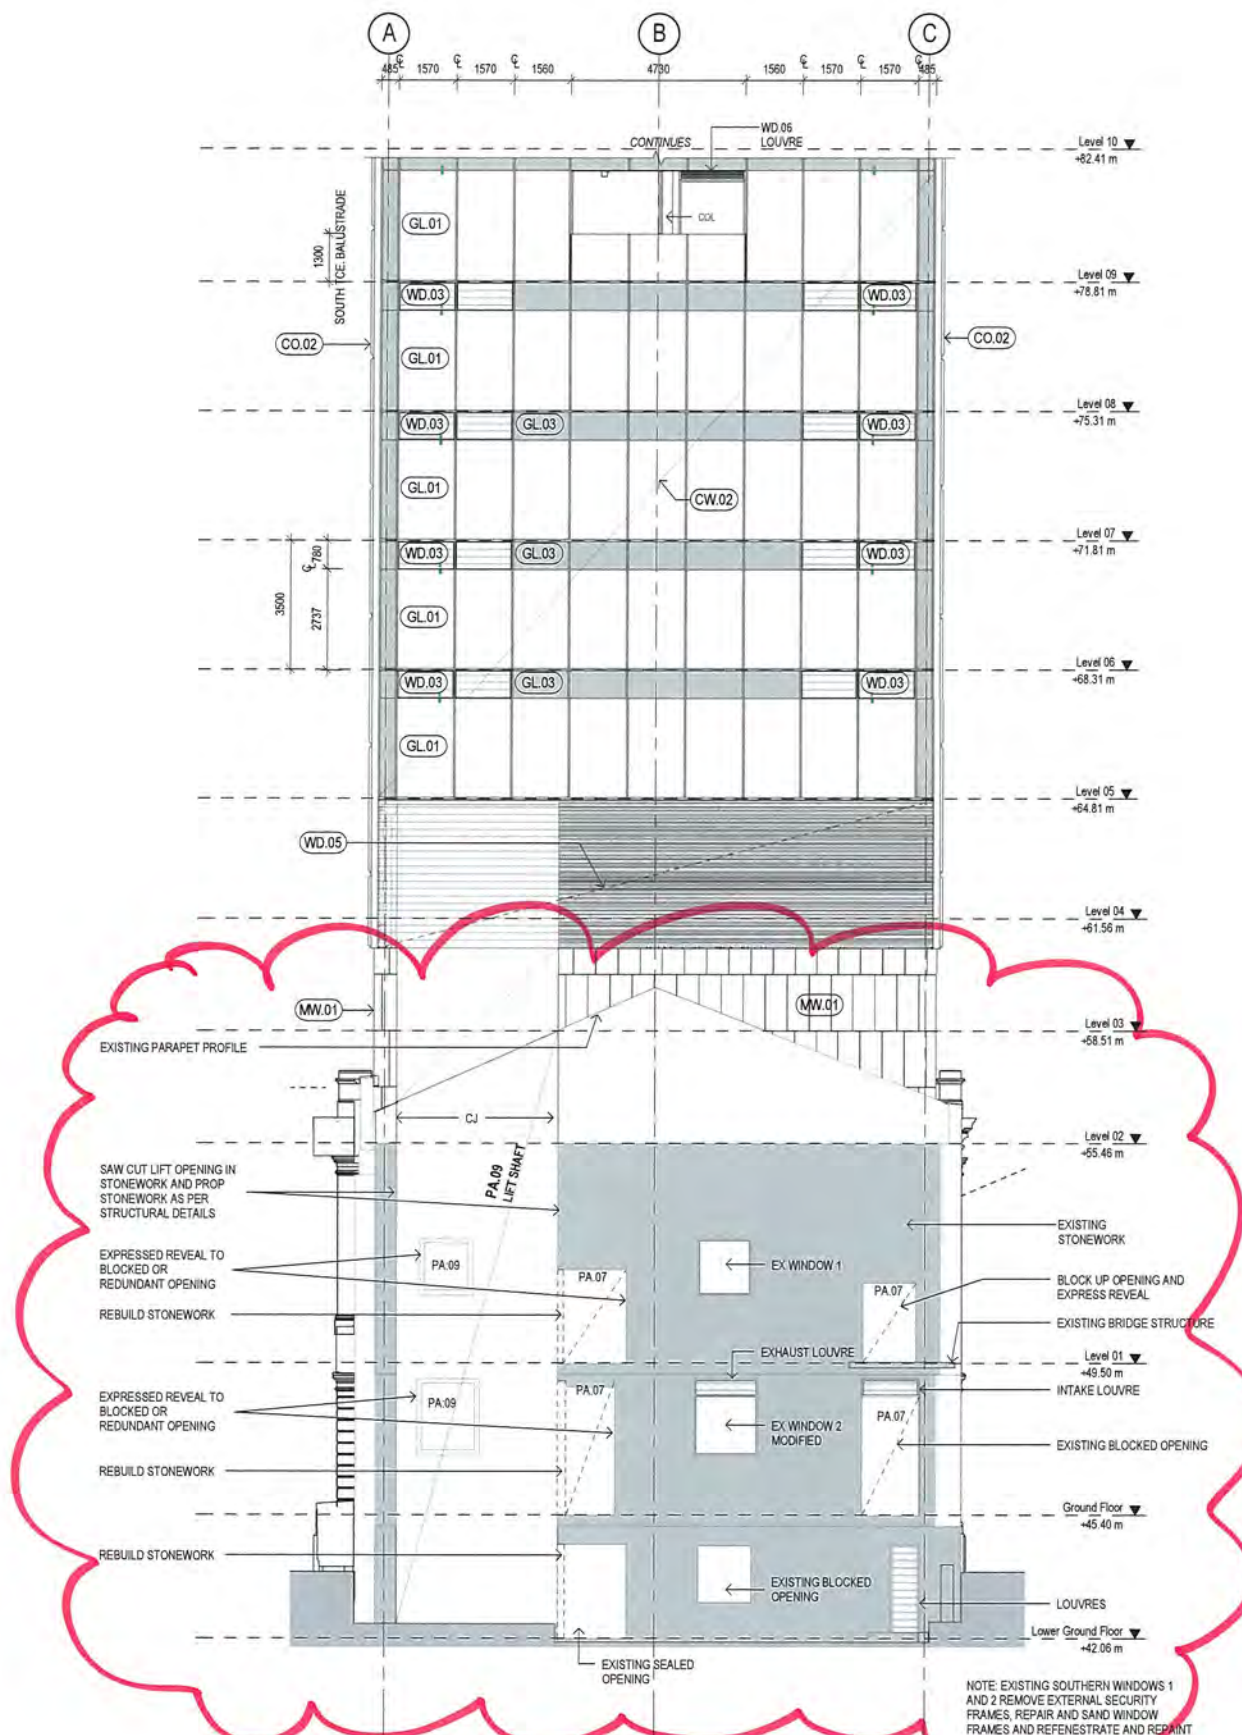 A B C
485 1570 1570 1560 4730 1560 1570 1570 485
WD.06
LOUVRE
CONTINUES
Level 10
+82.41 m
COL
GL.01
1300
SOUTH TCE. BALUSTRADE
Level 09
+78.81 m
WD.03 WD.03
CO.02 CO.02
GL.01
Level 08
+75.31 m
WD.03 GL.03 WD.03
GL.01
CW.02
Level 07
+71.81 m
WD.03 GL.03 WD.03
780
3500
2737
GL.01
Level 06
+68.31 m
WD.03 GL.03 WD.03
GL.01
Level 05
+64.81 m
WD.05
Level 04
+61.56 m
MW.01 MW.01
Level 03
+58.51 m
EXISTING PARAPET PROFILE
CJ
Level 02
+55.46 m
PA.09
LIFT SHAFT
SAW CUT LIFT OPENING IN
STONEWORK AND PROP
STONEWORK AS PER
STRUCTURAL DETAILS
EXISTING
STONEWORK
EXPRESSED REVEAL TO
BLOCKED OR
REDUNDANT OPENING
PA.09
EX WINDOW 1
PA.07
PA.07
BLOCK UP OPENING AND
EXPRESS REVEAL
REBUILD STONEWORK
EXISTING BRIDGE STRUCTURE
EXHAUST LOUVRE
Level 01
+49.50 m
EXPRESSED REVEAL TO
BLOCKED OR
REDUNDANT OPENING
PA.09
PA.07
INTAKE LOUVRE
PA.07
EX WINDOW 2
MODIFIED
EXISTING BLOCKED OPENING
REBUILD STONEWORK
Ground Floor
+45.40 m
REBUILD STONEWORK
EXISTING BLOCKED
OPENING
LOUVRES
Lower Ground Floor
+42.06 m
EXISTING SEALED
OPENING
NOTE: EXISTING SOUTHERN WINDOWS 1
AND 2 REMOVE EXTERNAL SECURITY
FRAMES, REPAIR AND SAND WINDOW
FRAMES AND REFENESTRATE AND REPAINT